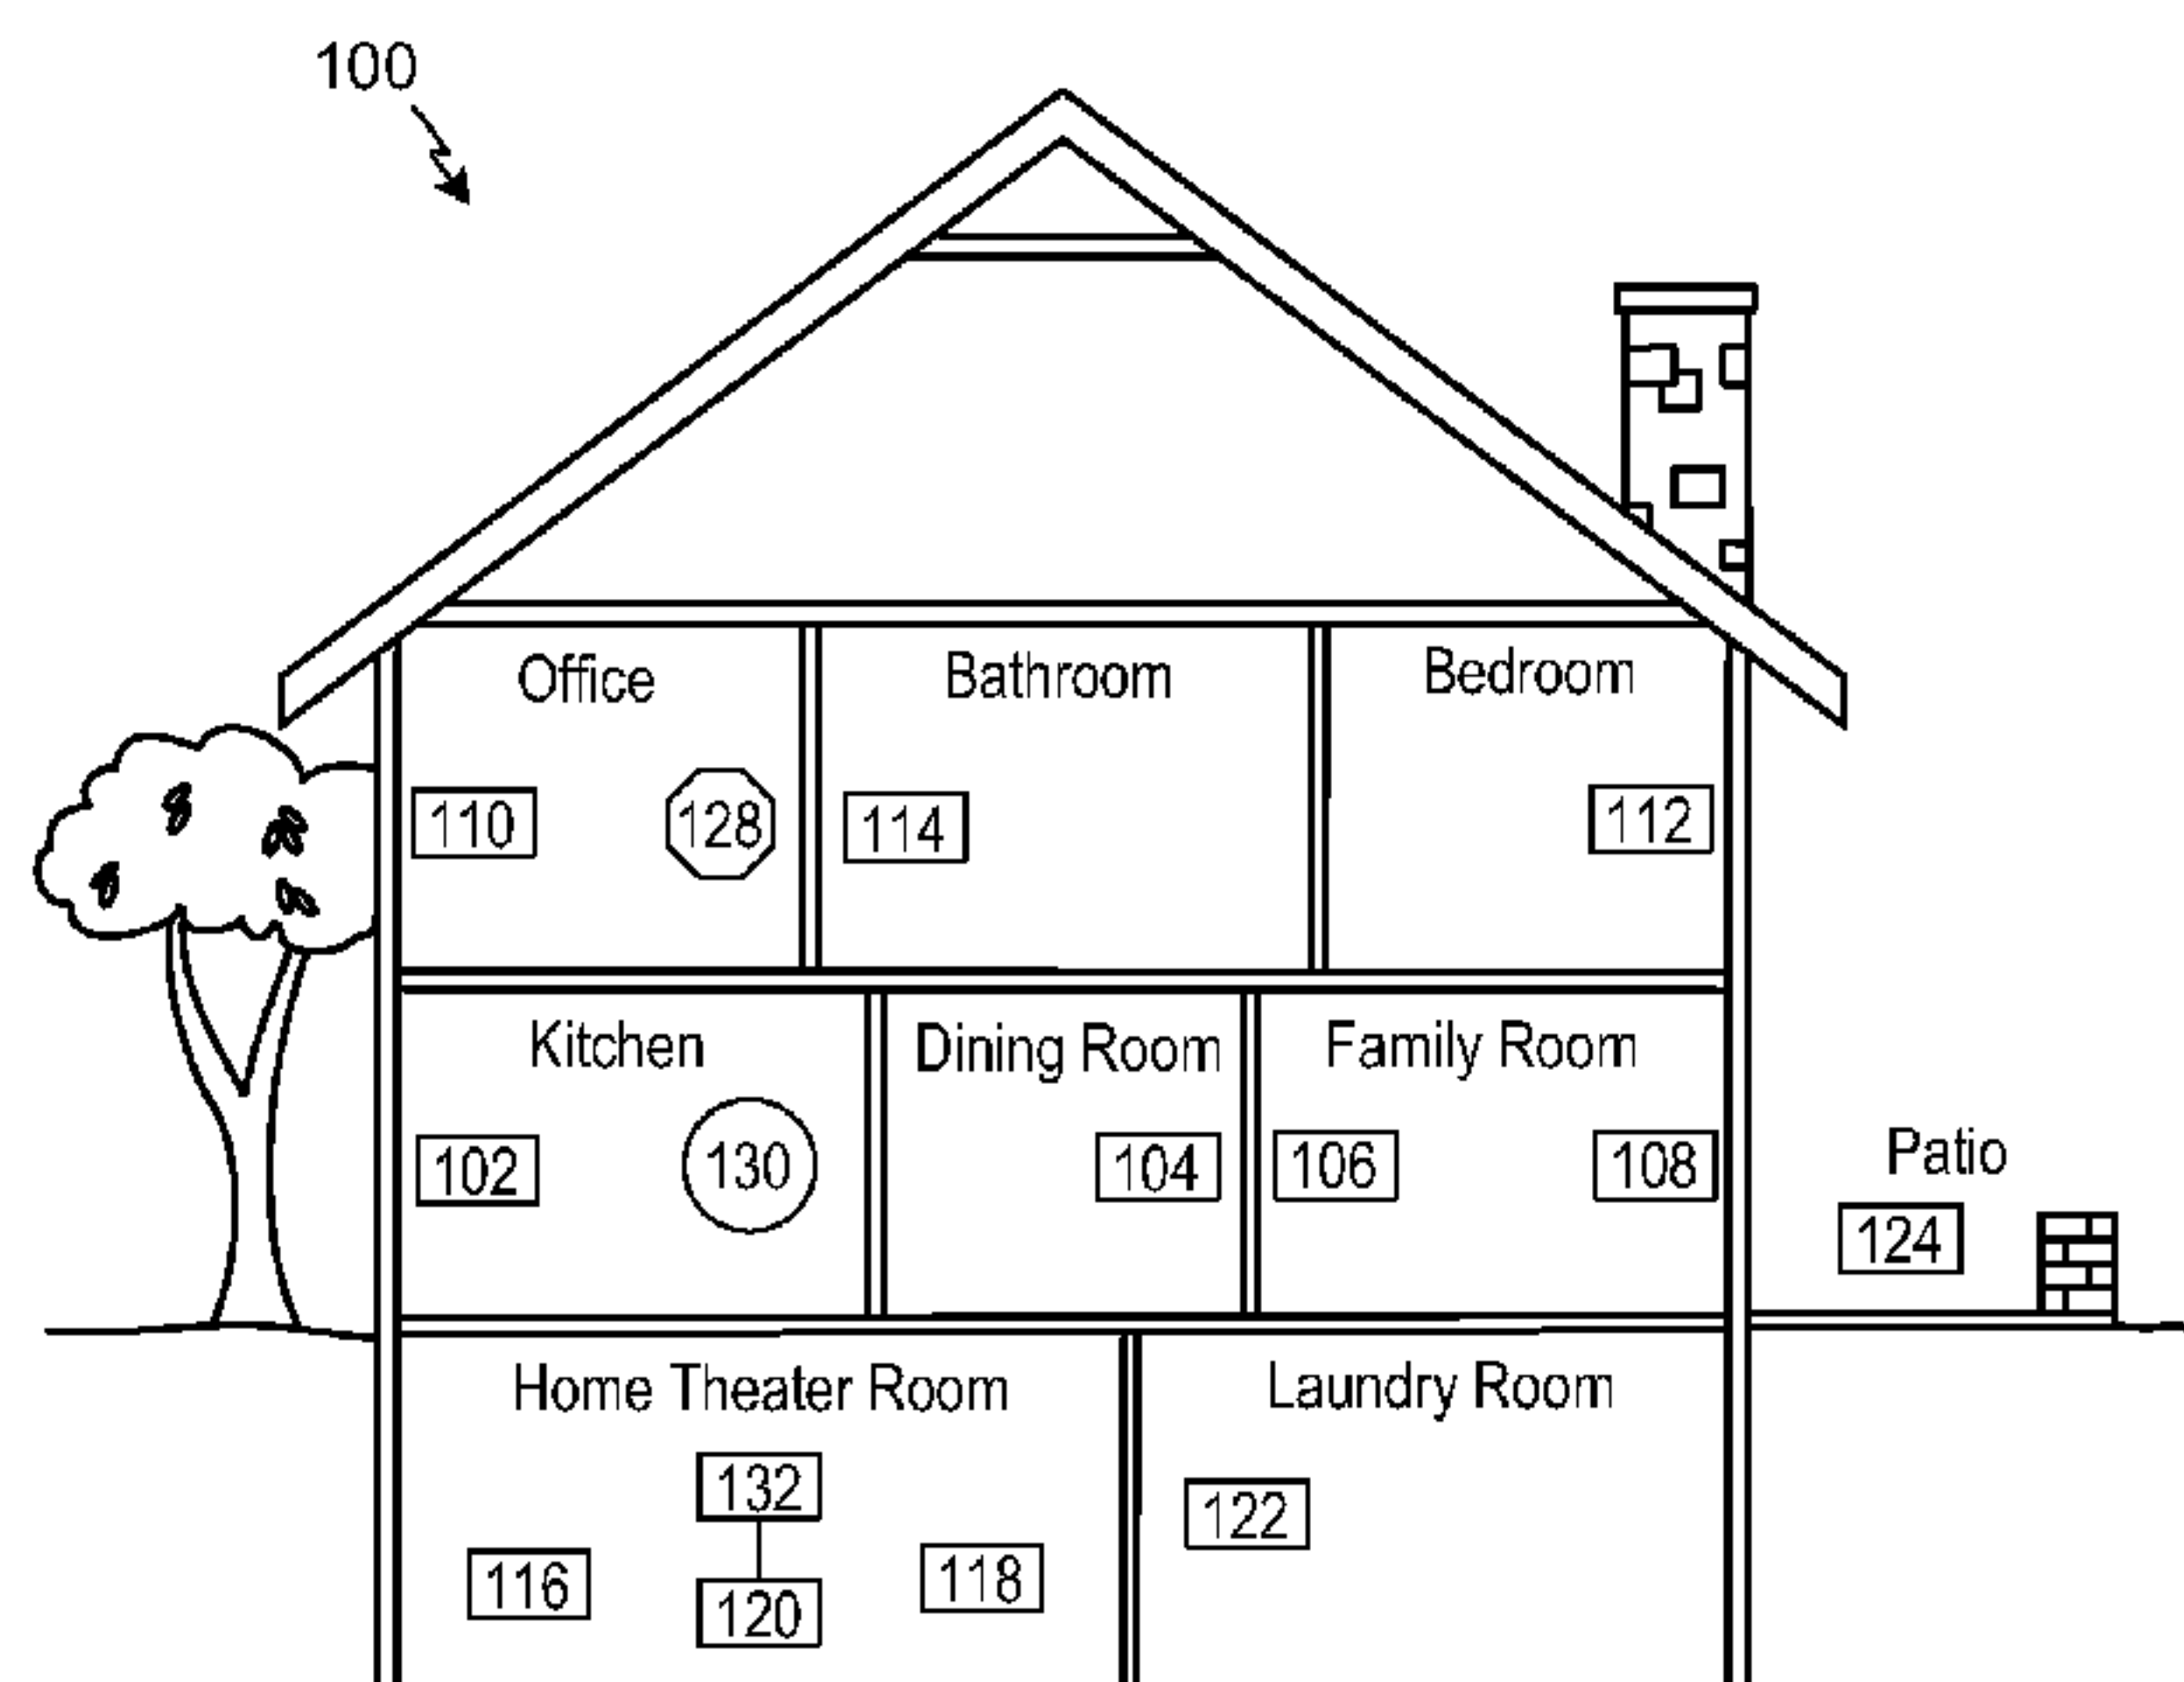 100
Office
Bathroom
Bedroom
110
128
114
112
Kitchen
Dining Room
Family Room
102
130
104
106
108
Patio
124
Home Theater Room
Laundry Room
132
122
116
118
120